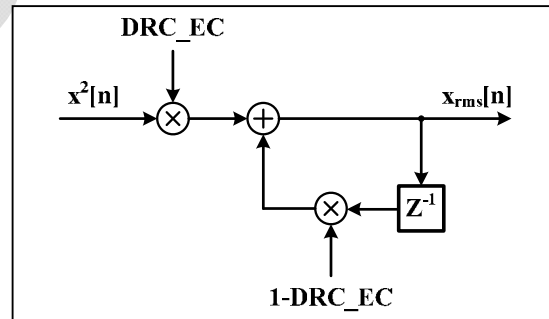 DRC_EC
x²[n]
x_rms[n]
Z⁻¹
1-DRC_EC